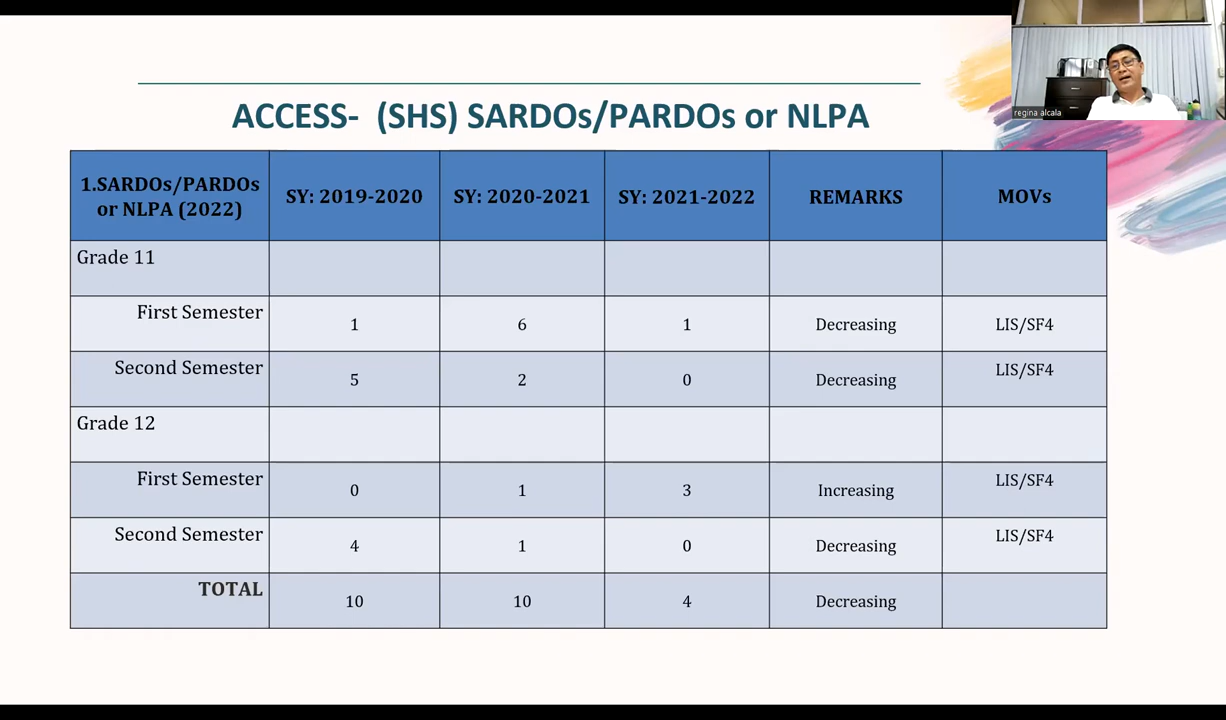 regina alcala
ACCESS- (SHS) SARDOs/PARDOs or NLPA
1.SARDOs/PARDOs
or NLPA (2022)
SY: 2019-2020
SY: 2020-2021
SY: 2021-2022
REMARKS
MOVs
Grade 11
First Semester
1
6
1
Decreasing
LIS/SF4
Second Semester
5
2
0
Decreasing
LIS/SF4
Grade 12
First Semester
0
1
3
Increasing
LIS/SF4
Second Semester
4
1
0
Decreasing
LIS/SF4
TOTAL
10
10
4
Decreasing